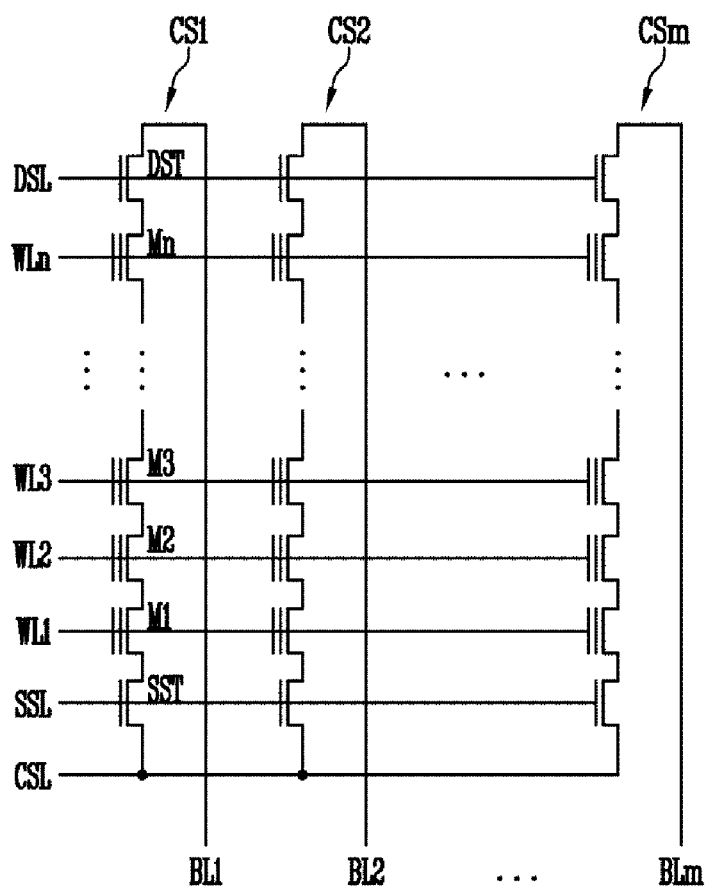 CS1 CS2 CSm
DSL DST
WLn Mn
...
WL3 M3
WL2 M2
WL1 M1
SSL SST
CSL
BL1 BL2 ... BLm